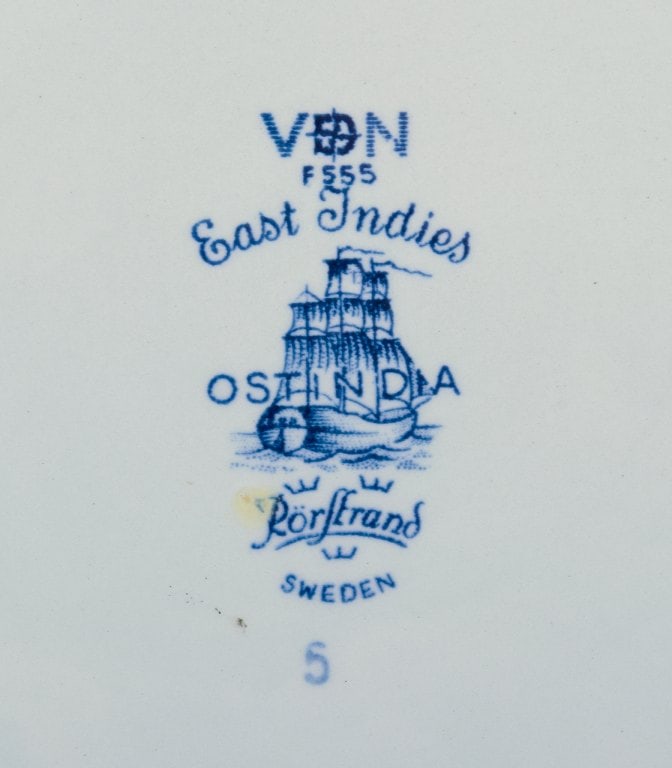 VDN
F555
East Indies
OSTINDIA
Rörstrand
SWEDEN
5